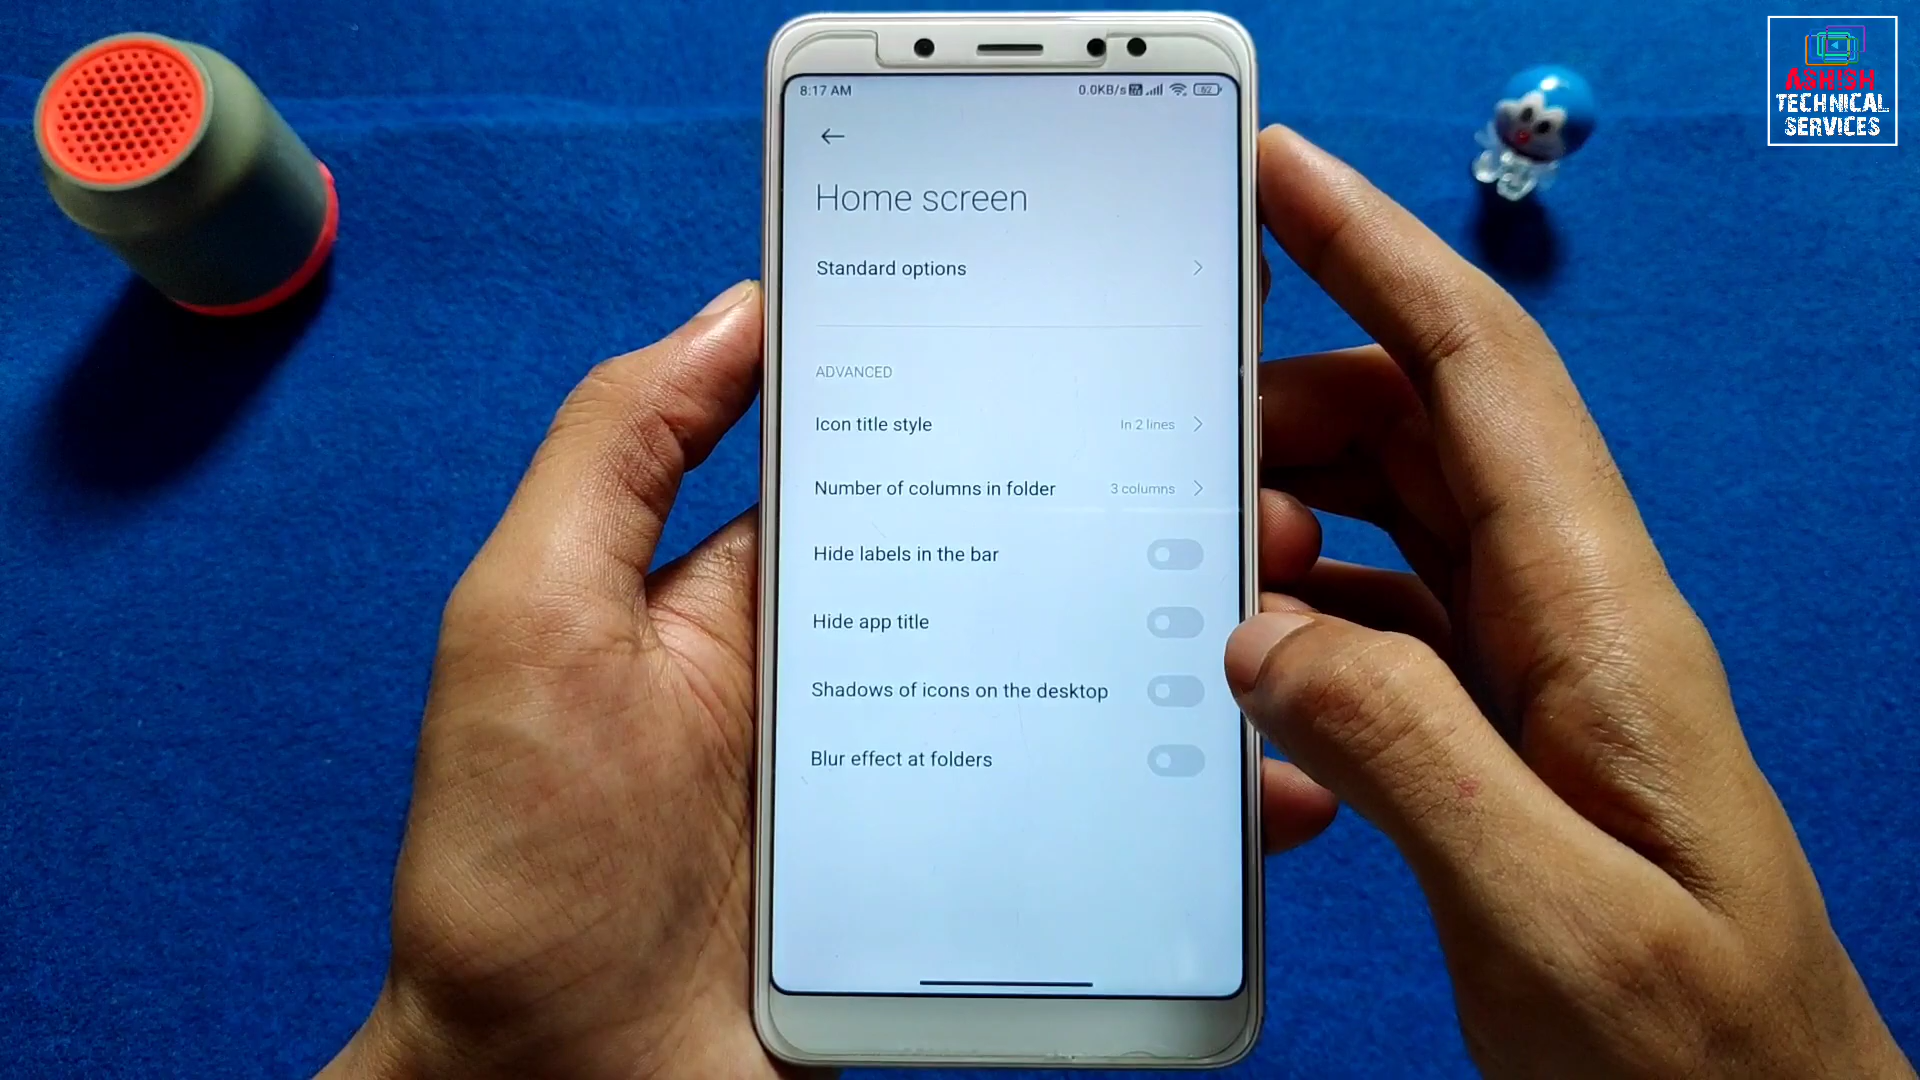 8:17 AM
0.0KB/s
62
Home screen
Standard options
ADVANCED
Icon title style
In 2 lines
Number of columns in folder
3 columns
Hide labels in the bar
Hide app title
Shadows of icons on the desktop
Blur effect at folders
ASHISH
TECHNICAL
SERVICES